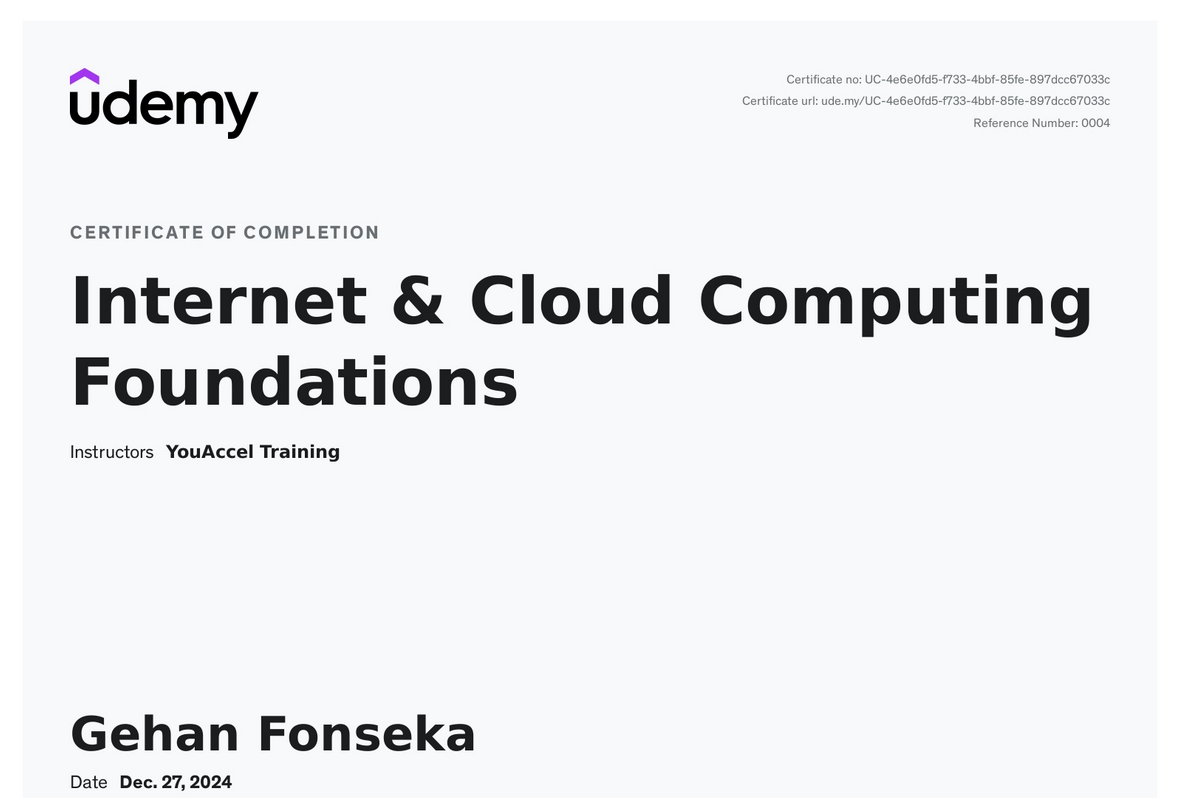 udemy
Certificate no: UC-4e6e0fd5-f733-4bbf-85fe-897dcc67033c
Certificate url: ude.my/UC-4e6e0fd5-f733-4bbf-85fe-897dcc67033c
Reference Number: 0004
CERTIFICATE OF COMPLETION
Internet & Cloud Computing
Foundations
Instructors YouAccel Training
Gehan Fonseka
Date Dec. 27, 2024